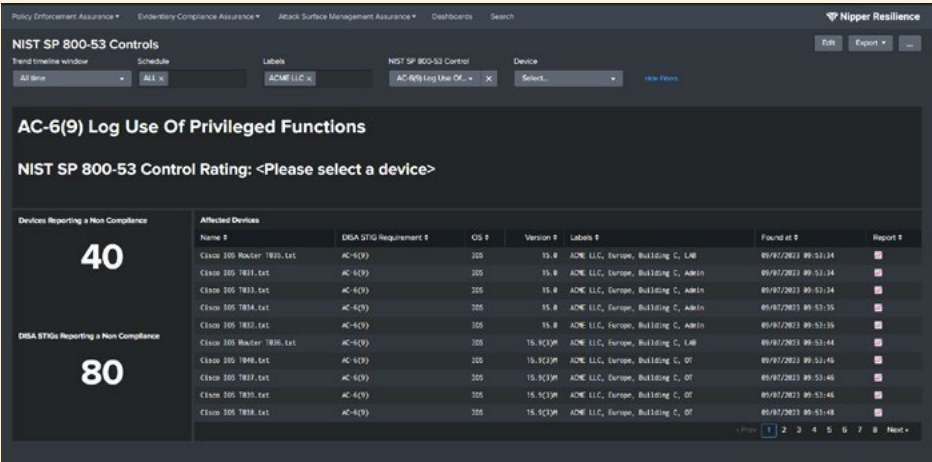 Policy Enforcement Assurance Evidentiary Compliance Assurance Attack Surface Management Assurance Dashboards Search Nipper Resilience
NIST SP 800-53 Controls Edit Export ...
Trend timeline window Schedule Labels NIST SP 800-53 Control Device
All time ALL × ACME LLC × AC-6(9) Log Use Of... × Select... Hide Filters
AC-6(9) Log Use Of Privileged Functions
NIST SP 800-53 Control Rating: <Please select a device>
Devices Reporting a Non Compliance
40
DISA STIGs Reporting a Non Compliance
80
Affected Devices
Name DISA STIG Requirement OS Version Labels Found at Report
Cisco IOS Router T035.txt AC-6(9) IOS 15.0 ACME LLC, Europe, Building C, LAB 09/07/2023 09:53:34
Cisco IOS T031.txt AC-6(9) IOS 15.0 ACME LLC, Europe, Building C, Admin 09/07/2023 09:53:34
Cisco IOS T033.txt AC-6(9) IOS 15.0 ACME LLC, Europe, Building C, Admin 09/07/2023 09:53:34
Cisco IOS T034.txt AC-6(9) IOS 15.0 ACME LLC, Europe, Building C, Admin 09/07/2023 09:53:35
Cisco IOS T032.txt AC-6(9) IOS 15.0 ACME LLC, Europe, Building C, Admin 09/07/2023 09:53:35
Cisco IOS Router T036.txt AC-6(9) IOS 15.9(3)M ACME LLC, Europe, Building C, LAB 09/07/2023 09:53:44
Cisco IOS T040.txt AC-6(9) IOS 15.9(3)M ACME LLC, Europe, Building C, OT 09/07/2023 09:53:45
Cisco IOS T037.txt AC-6(9) IOS 15.9(3)M ACME LLC, Europe, Building C, OT 09/07/2023 09:53:46
Cisco IOS T039.txt AC-6(9) IOS 15.9(3)M ACME LLC, Europe, Building C, OT 09/07/2023 09:53:46
Cisco IOS T038.txt AC-6(9) IOS 15.9(3)M ACME LLC, Europe, Building C, OT 09/07/2023 09:53:48
« Prev 1 2 3 4 5 6 7 8 Next »